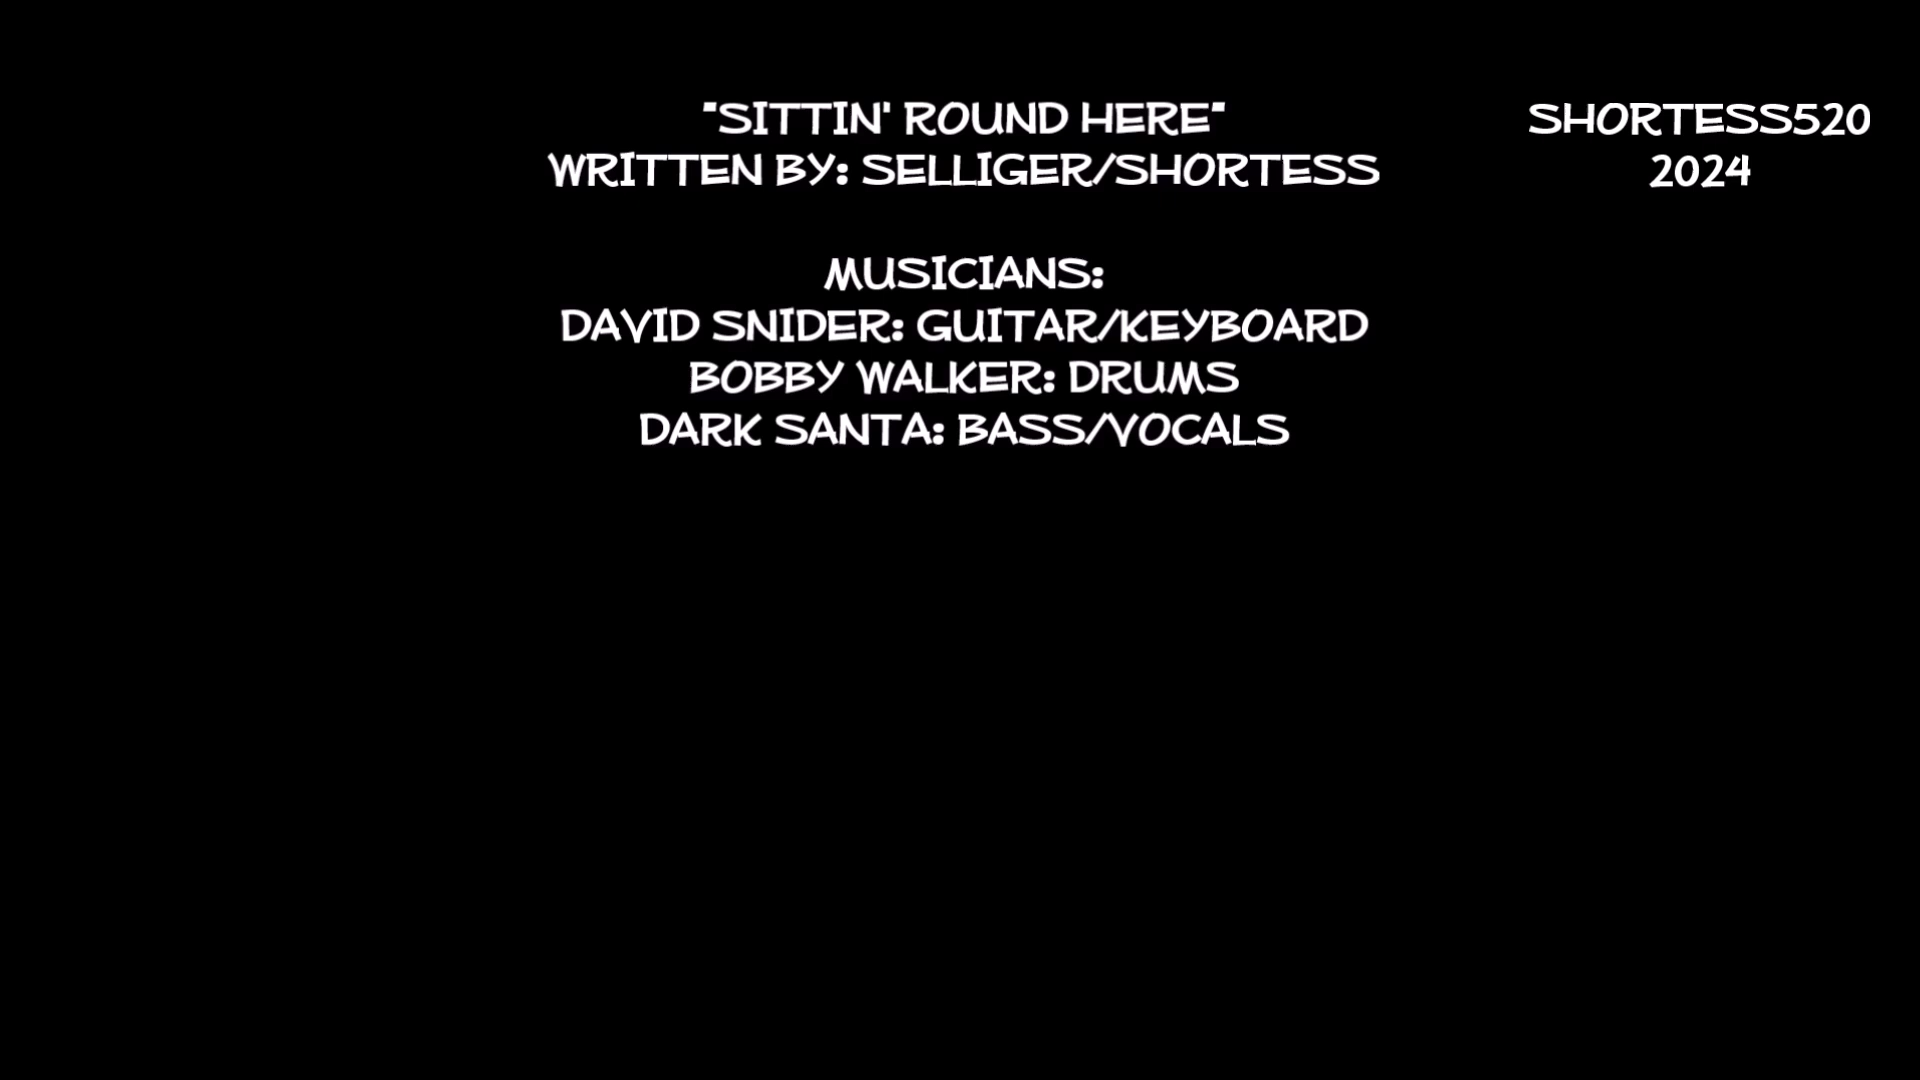 "SITTIN' ROUND HERE"
WRITTEN BY: SELLIGER/SHORTESS
MUSICIANS:
DAVID SNIDER: GUITAR/KEYBOARD
BOBBY WALKER: DRUMS
DARK SANTA: BASS/VOCALS
SHORTESS520
2024